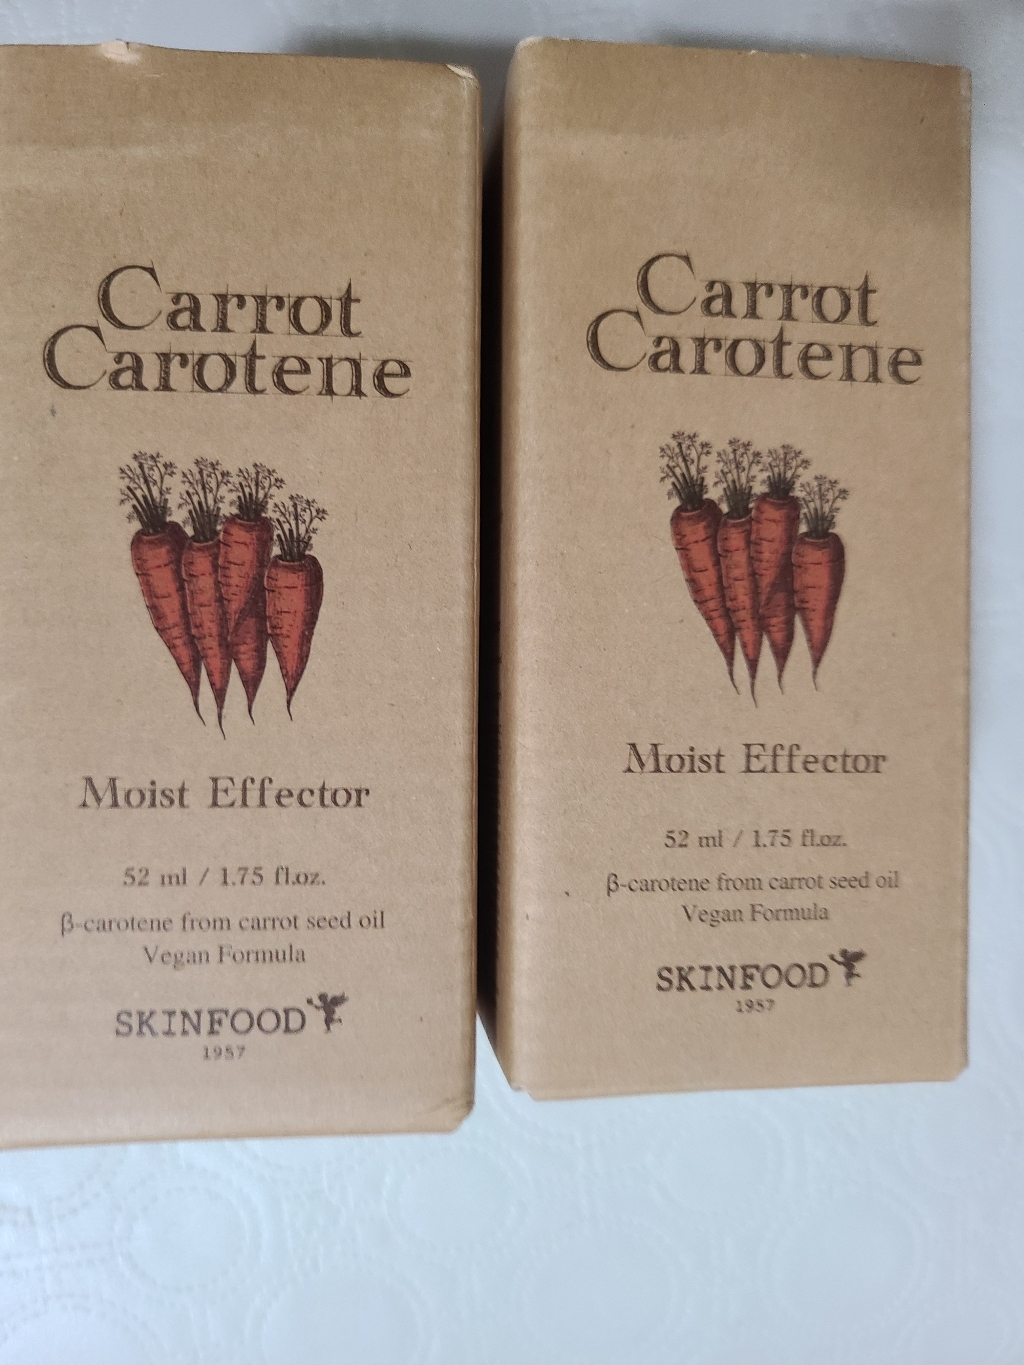 Carrot
Carotene
Moist Effector
52 ml / 1.75 fl.oz.
β-carotene from carrot seed oil
Vegan Formula
SKINFOOD
1957
Carrot
Carotene
Moist Effector
52 ml / 1.75 fl.oz.
β-carotene from carrot seed oil
Vegan Formula
SKINFOOD
1957